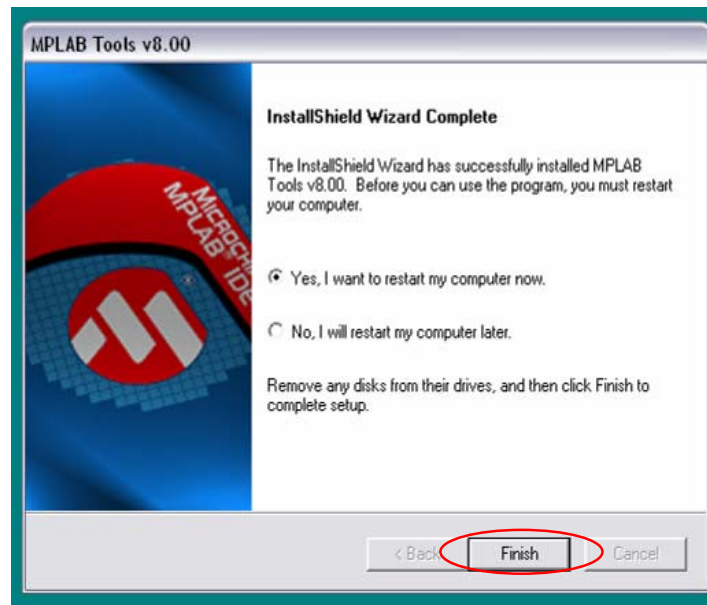 MPLAB Tools v8.00
MICROCHIP
MPLAB® IDE
®
InstallShield Wizard Complete
The InstallShield Wizard has successfully installed MPLAB
Tools v8.00. Before you can use the program, you must restart
your computer.
Yes, I want to restart my computer now.
No, I will restart my computer later.
Remove any disks from their drives, and then click Finish to
complete setup.
< Back Finish Cancel